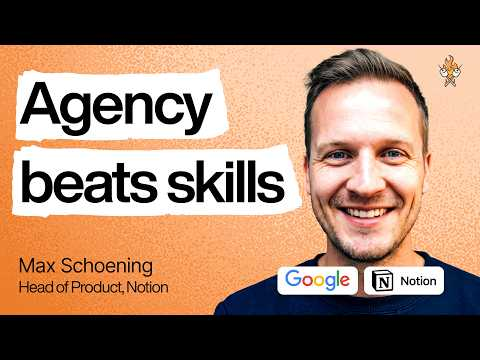 Agency
beats skills
Max Schoening
Head of Product, Notion
Google
Notion